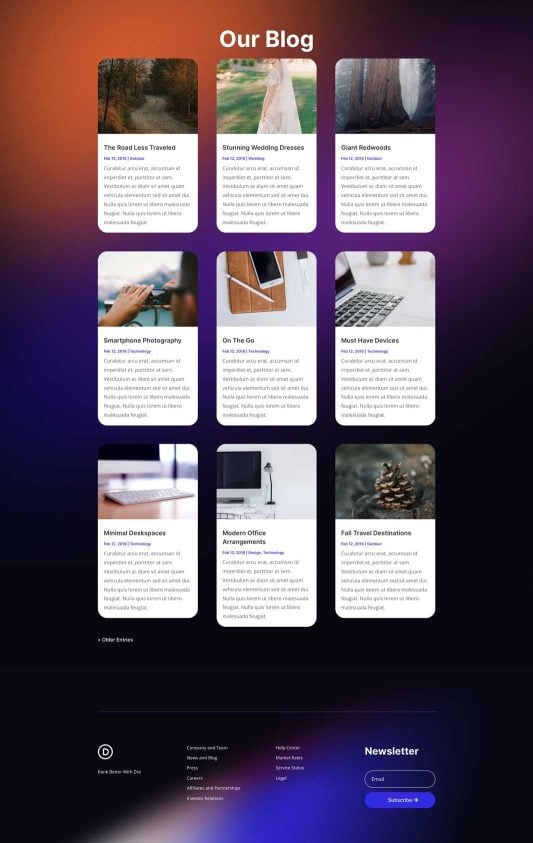 Our Blog
The Road Less Traveled
Feb 12, 2018 | Outdoor
Curabitur arcu erat, accumsan id
imperdiet et, porttitor at sem.
Vestibulum ac diam sit amet quam
vehicula elementum sed sit amet dui.
Nulla quis lorem ut libero malesuada
feugiat. Nulla quis lorem ut libero
malesuada feugiat.
Stunning Wedding Dresses
Feb 12, 2018 | Wedding
Curabitur arcu erat, accumsan id
imperdiet et, porttitor at sem.
Vestibulum ac diam sit amet quam
vehicula elementum sed sit amet dui.
Nulla quis lorem ut libero malesuada
feugiat. Nulla quis lorem ut libero
malesuada feugiat.
Giant Redwoods
Feb 12, 2018 | Outdoor
Curabitur arcu erat, accumsan id
imperdiet et, porttitor at sem.
Vestibulum ac diam sit amet quam
vehicula elementum sed sit amet dui.
Nulla quis lorem ut libero malesuada
feugiat. Nulla quis lorem ut libero
malesuada feugiat.
Smartphone Photography
Feb 12, 2018 | Technology
Curabitur arcu erat, accumsan id
imperdiet et, porttitor at sem.
Vestibulum ac diam sit amet quam
vehicula elementum sed sit amet dui.
Nulla quis lorem ut libero malesuada
feugiat. Nulla quis lorem ut libero
malesuada feugiat.
On The Go
Feb 12, 2018 | Technology
Curabitur arcu erat, accumsan id
imperdiet et, porttitor at sem.
Vestibulum ac diam sit amet quam
vehicula elementum sed sit amet dui.
Nulla quis lorem ut libero malesuada
feugiat. Nulla quis lorem ut libero
malesuada feugiat.
Must Have Devices
Feb 12, 2018 | Technology
Curabitur arcu erat, accumsan id
imperdiet et, porttitor at sem.
Vestibulum ac diam sit amet quam
vehicula elementum sed sit amet dui.
Nulla quis lorem ut libero malesuada
feugiat. Nulla quis lorem ut libero
malesuada feugiat.
Minimal Deskspaces
Feb 12, 2018 | Technology
Curabitur arcu erat, accumsan id
imperdiet et, porttitor at sem.
Vestibulum ac diam sit amet quam
vehicula elementum sed sit amet dui.
Nulla quis lorem ut libero malesuada
feugiat. Nulla quis lorem ut libero
malesuada feugiat.
Modern Office
Arrangements
Feb 12, 2018 | Design, Technology
Curabitur arcu erat, accumsan id
imperdiet et, porttitor at sem.
Vestibulum ac diam sit amet quam
vehicula elementum sed sit amet dui.
Nulla quis lorem ut libero malesuada
feugiat. Nulla quis lorem ut libero
malesuada feugiat.
Fall Travel Destinations
Feb 12, 2018 | Outdoor
Curabitur arcu erat, accumsan id
imperdiet et, porttitor at sem.
Vestibulum ac diam sit amet quam
vehicula elementum sed sit amet dui.
Nulla quis lorem ut libero malesuada
feugiat. Nulla quis lorem ut libero
malesuada feugiat.
« Older Entries
D
Bank Better With Divi
Company and Team
News and Blog
Press
Careers
Affiliates and Partnerships
Investor Relations
Help Center
Market Rates
Service Status
Legal
Newsletter
Email
Subscribe →